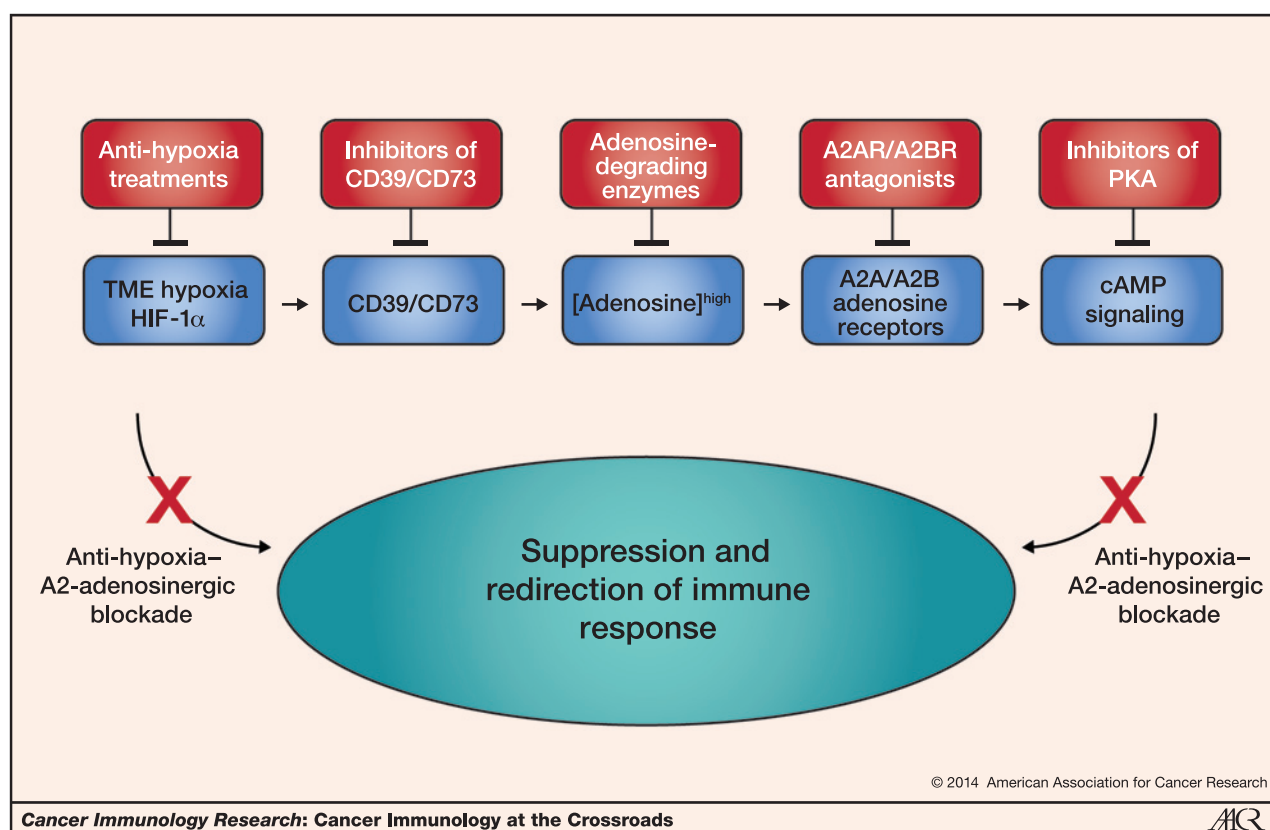 Anti-hypoxia
treatments
Inhibitors of
CD39/CD73
Adenosine-
degrading
enzymes
A2AR/A2BR
antagonists
Inhibitors of
PKA
TME hypoxia
HIF-1α
CD39/CD73
[Adenosine]high
A2A/A2B
adenosine
receptors
cAMP
signaling
X
X
Anti-hypoxia–
A2-adenosinergic
blockade
Suppression and
redirection of immune
response
Anti-hypoxia–
A2-adenosinergic
blockade
© 2014 American Association for Cancer Research
Cancer Immunology Research: Cancer Immunology at the Crossroads
AACR